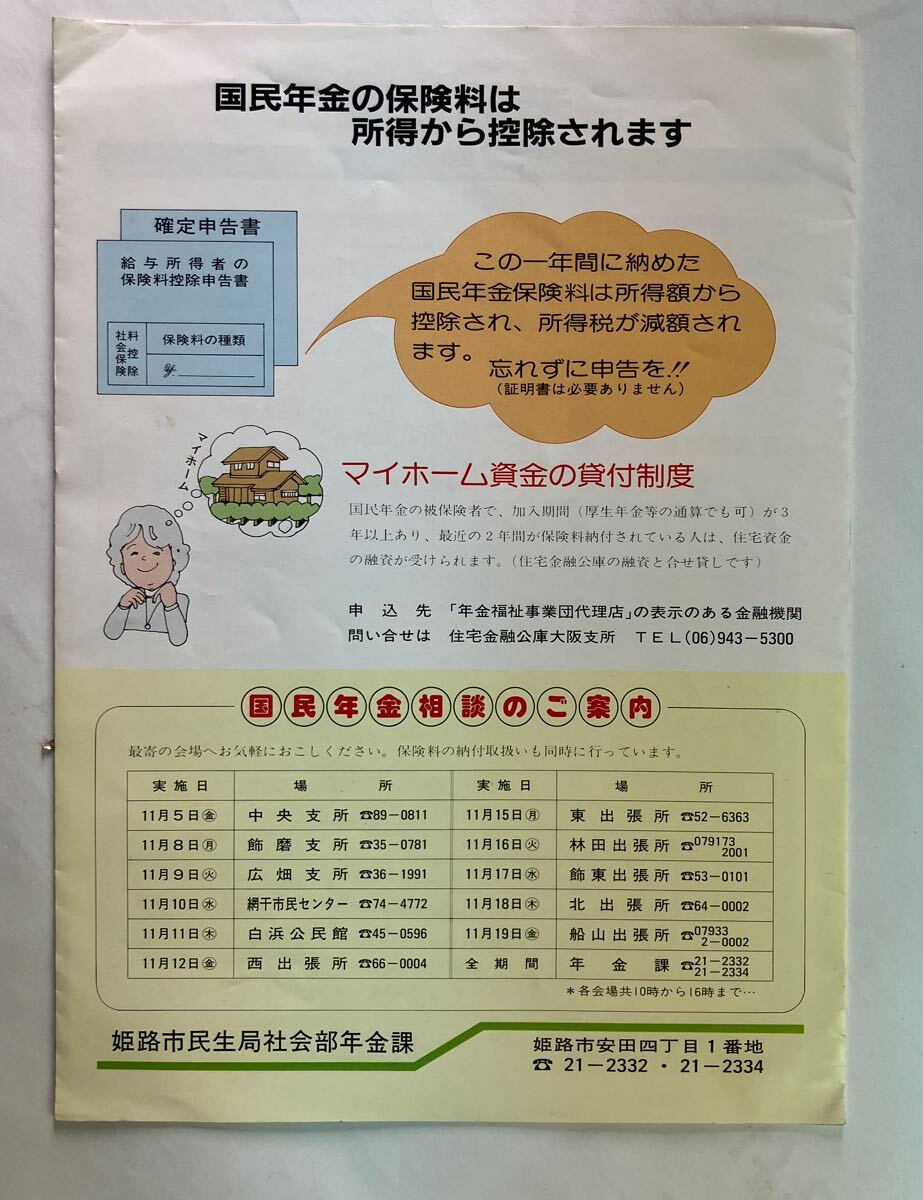 国民年金の保険料は
所得から控除されます
確定申告書
給与所得者の
保険料控除申告書
社会保険
料控除
保険料の種類
この一年間に納めた
国民年金保険料は所得額から
控除され、所得税が減額され
ます。
忘れずに申告を!!
(証明書は必要ありません)
マイホーム
マイホーム資金の貸付制度
国民年金の被保険者で、加入期間(厚生年金等の通算でも可)が3
年以上あり、最近の2年間が保険料納付されている人は、住宅資金
の融資が受けられます。(住宅金融公庫の融資と合せ貸しです)
申込先 「年金福祉事業団代理店」の表示のある金融機関
問い合せは 住宅金融公庫大阪支所 TEL(06)943-5300
国民年金相談のご案内
最寄の会場へお気軽におこしください。保険料の納付取扱いも同時に行っています。
実施日 場所 実施日 場所
11月5日㊎ 中央支所 ☎89-0811 11月15日㊊ 東出張所 ☎52-6363
11月8日㊊ 飾磨支所 ☎35-0781 11月16日㊋ 林田出張所 ☎079173 2001
11月9日㊋ 広畑支所 ☎36-1991 11月17日㊌ 飾東出張所 ☎53-0101
11月10日㊌ 網干市民センター ☎74-4772 11月18日㊍ 北出張所 ☎64-0002
11月11日㊍ 白浜公民館 ☎45-0596 11月19日㊎ 船山出張所 ☎07933 2-0002
11月12日㊎ 西出張所 ☎66-0004 全期間 年金課 ☎21-2332 21-2334
*各会場共10時から16時まで…
姫路市民生局社会部年金課
姫路市安田四丁目1番地
☎ 21-2332・21-2334